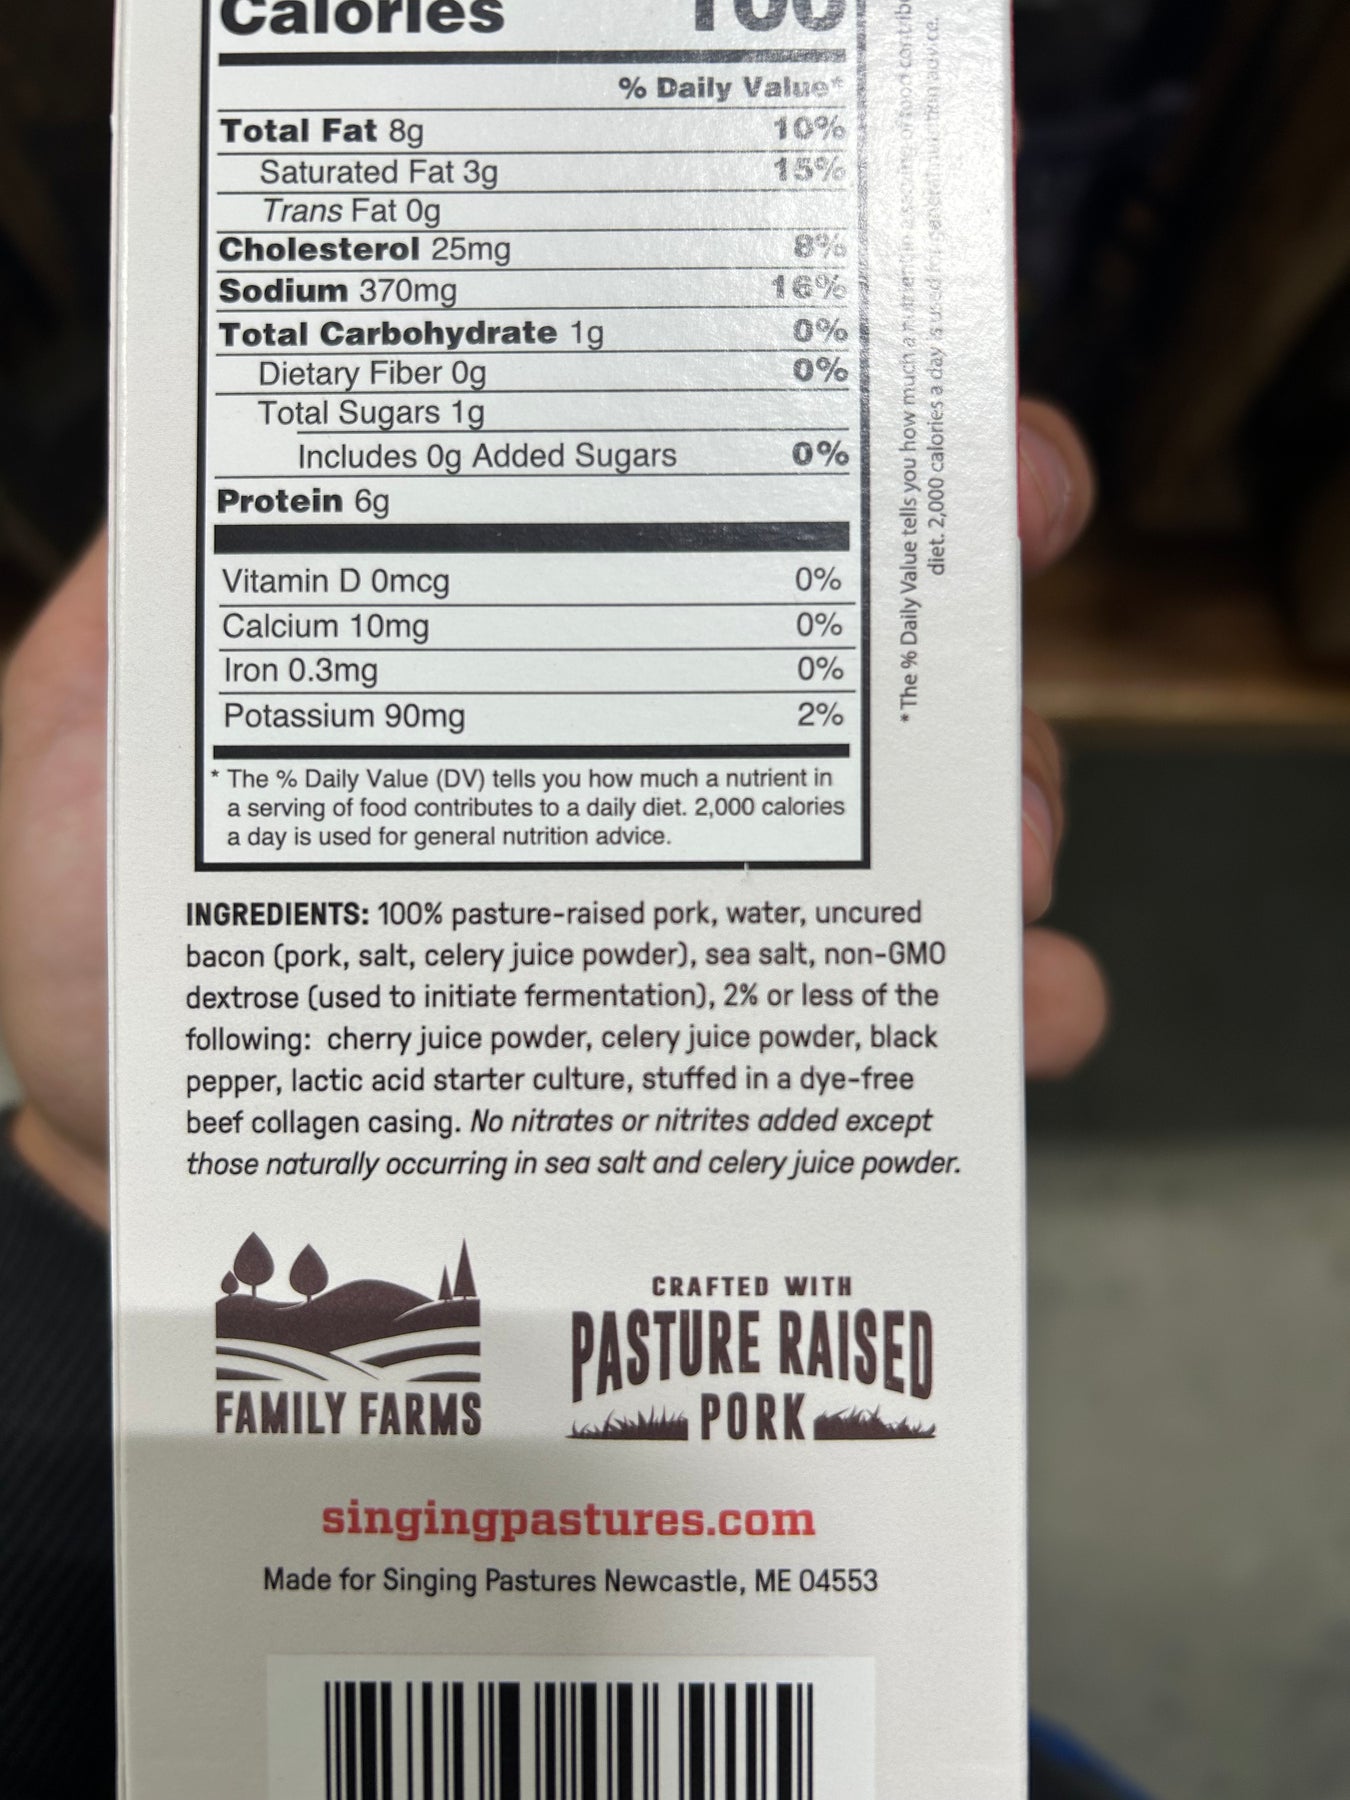 Calories 100
% Daily Value*
Total Fat 8g 10%
Saturated Fat 3g 15%
Trans Fat 0g
Cholesterol 25mg 8%
Sodium 370mg 16%
Total Carbohydrate 1g 0%
Dietary Fiber 0g 0%
Total Sugars 1g
Includes 0g Added Sugars 0%
Protein 6g
Vitamin D 0mcg 0%
Calcium 10mg 0%
Iron 0.3mg 0%
Potassium 90mg 2%
* The % Daily Value (DV) tells you how much a nutrient in
a serving of food contributes to a daily diet. 2,000 calories
a day is used for general nutrition advice.
* The % Daily Value tells you how much a nutrient in a serving of food
diet. 2,000 calories a day is used for general nutrition advice.
INGREDIENTS: 100% pasture-raised pork, water, uncured
bacon (pork, salt, celery juice powder), sea salt, non-GMO
dextrose (used to initiate fermentation), 2% or less of the
following: cherry juice powder, celery juice powder, black
pepper, lactic acid starter culture, stuffed in a dye-free
beef collagen casing. No nitrates or nitrites added except
those naturally occurring in sea salt and celery juice powder.
FAMILY FARMS
CRAFTED WITH
PASTURE RAISED
PORK
singingpastures.com
Made for Singing Pastures Newcastle, ME 04553